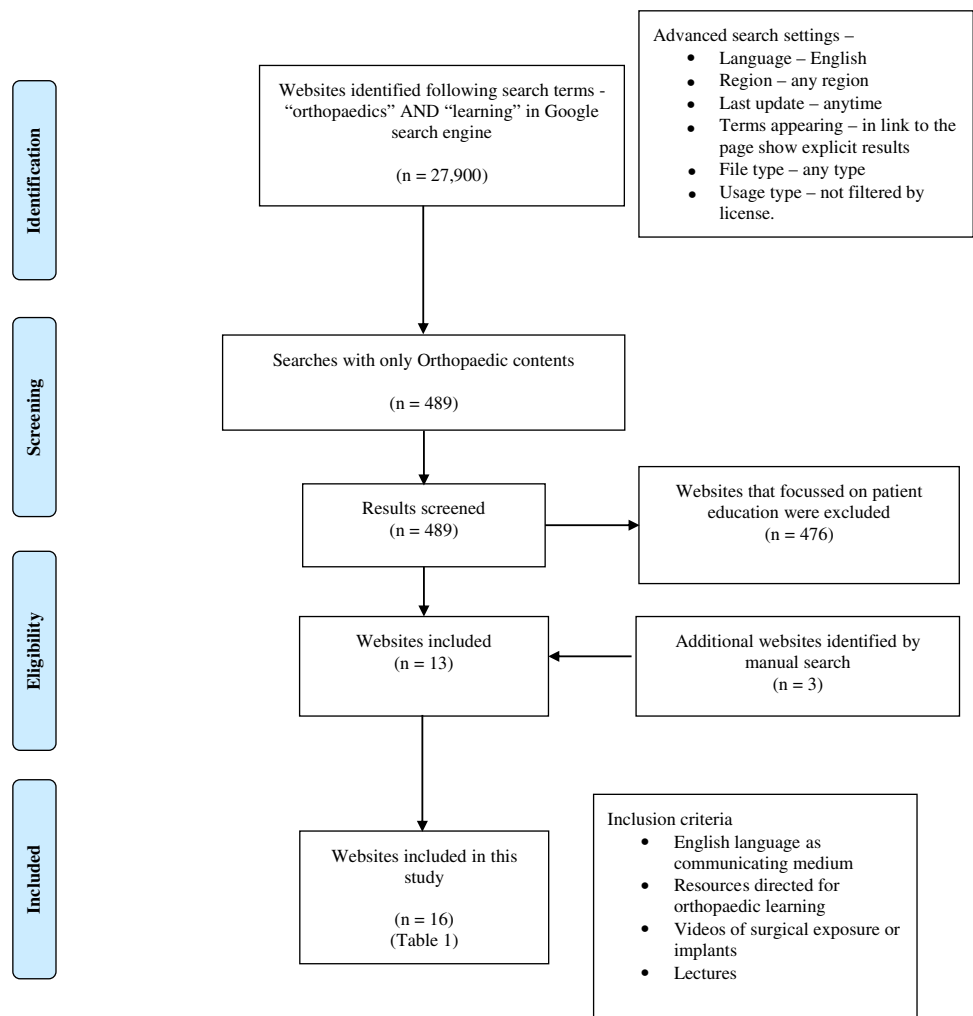 Identification
Websites identified following search terms -
“orthopaedics” AND “learning” in Google
search engine
(n = 27,900)
Advanced search settings –
• Language – English
• Region – any region
• Last update – anytime
• Terms appearing – in link to the
page show explicit results
• File type – any type
• Usage type – not filtered by
license.
Screening
Searches with only Orthopaedic contents
(n = 489)
Results screened
(n = 489)
Websites that focussed on patient
education were excluded
(n = 476)
Eligibility
Websites included
(n = 13)
Additional websites identified by
manual search
(n = 3)
Included
Websites included in this
study
n = 16)
(Table 1)
Inclusion criteria
• English language as
communicating medium
• Resources directed for
orthopaedic learning
• Videos of surgical exposure or
implants
• Lectures